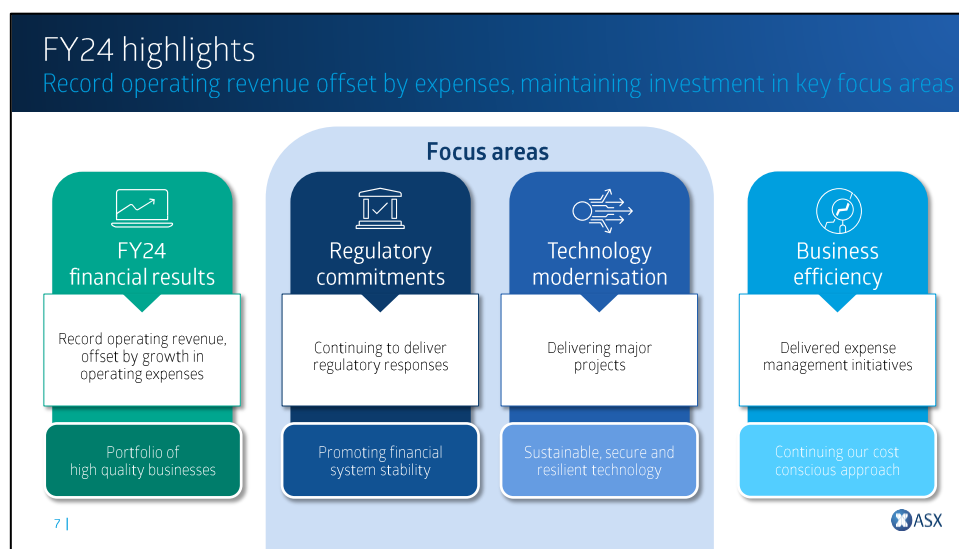 FY24 highlights
Record operating revenue offset by expenses, maintaining investment in key focus areas
Focus areas
FY24
financial results
Record operating revenue,
offset by growth in
operating expenses
Portfolio of
high quality businesses
Regulatory
commitments
Continuing to deliver
regulatory responses
Promoting financial
system stability
Technology
modernisation
Delivering major
projects
Sustainable, secure and
resilient technology
Business
efficiency
Delivered expense
management initiatives
Continuing our cost
conscious approach
7 |
ASX